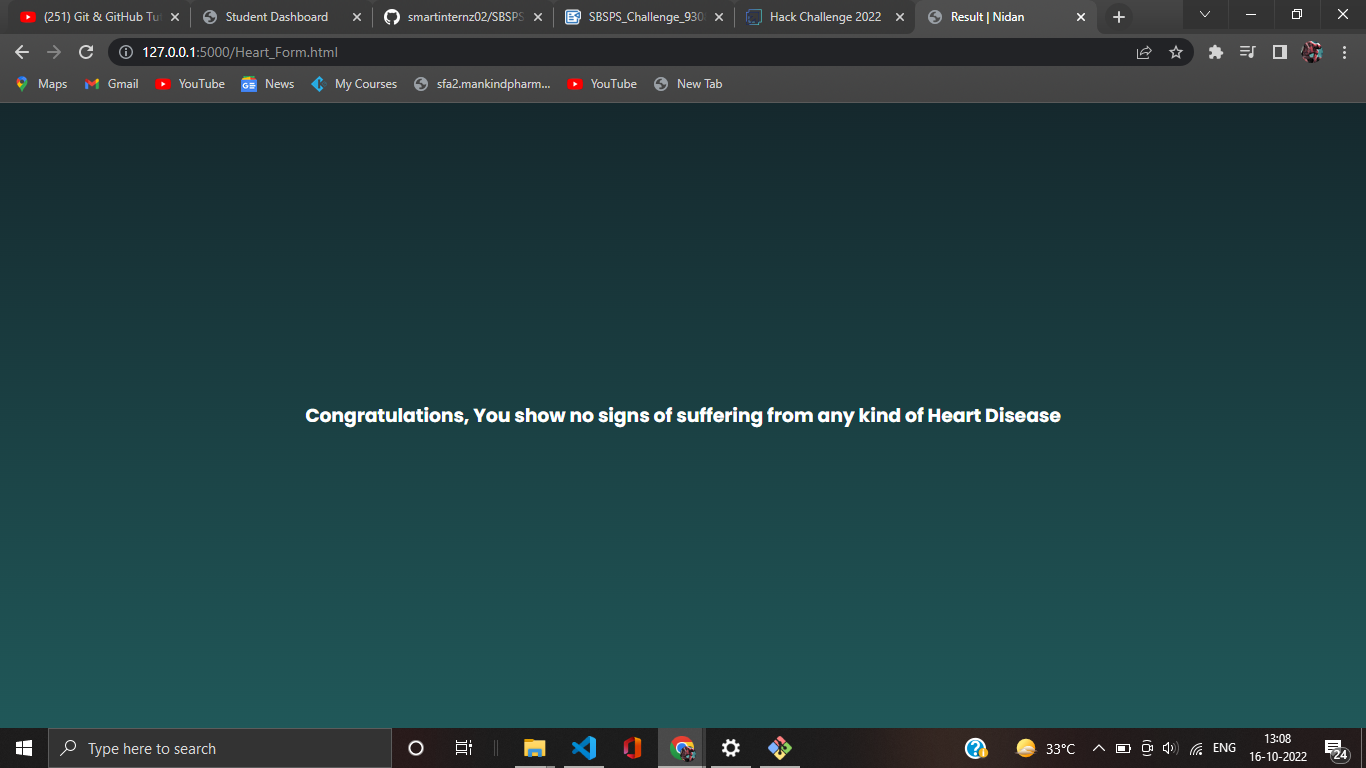 (251) Git & GitHub Tut
Student Dashboard
smartinternz02/SBSPS
SBSPS_Challenge_930
Hack Challenge 2022
Result | Nidan
127.0.0.1:5000/Heart_Form.html
Maps
Gmail
YouTube
News
My Courses
sfa2.mankindpharm...
YouTube
New Tab
Congratulations, You show no signs of suffering from any kind of Heart Disease
Type here to search
33°C
ENG
13:08
16-10-2022
24